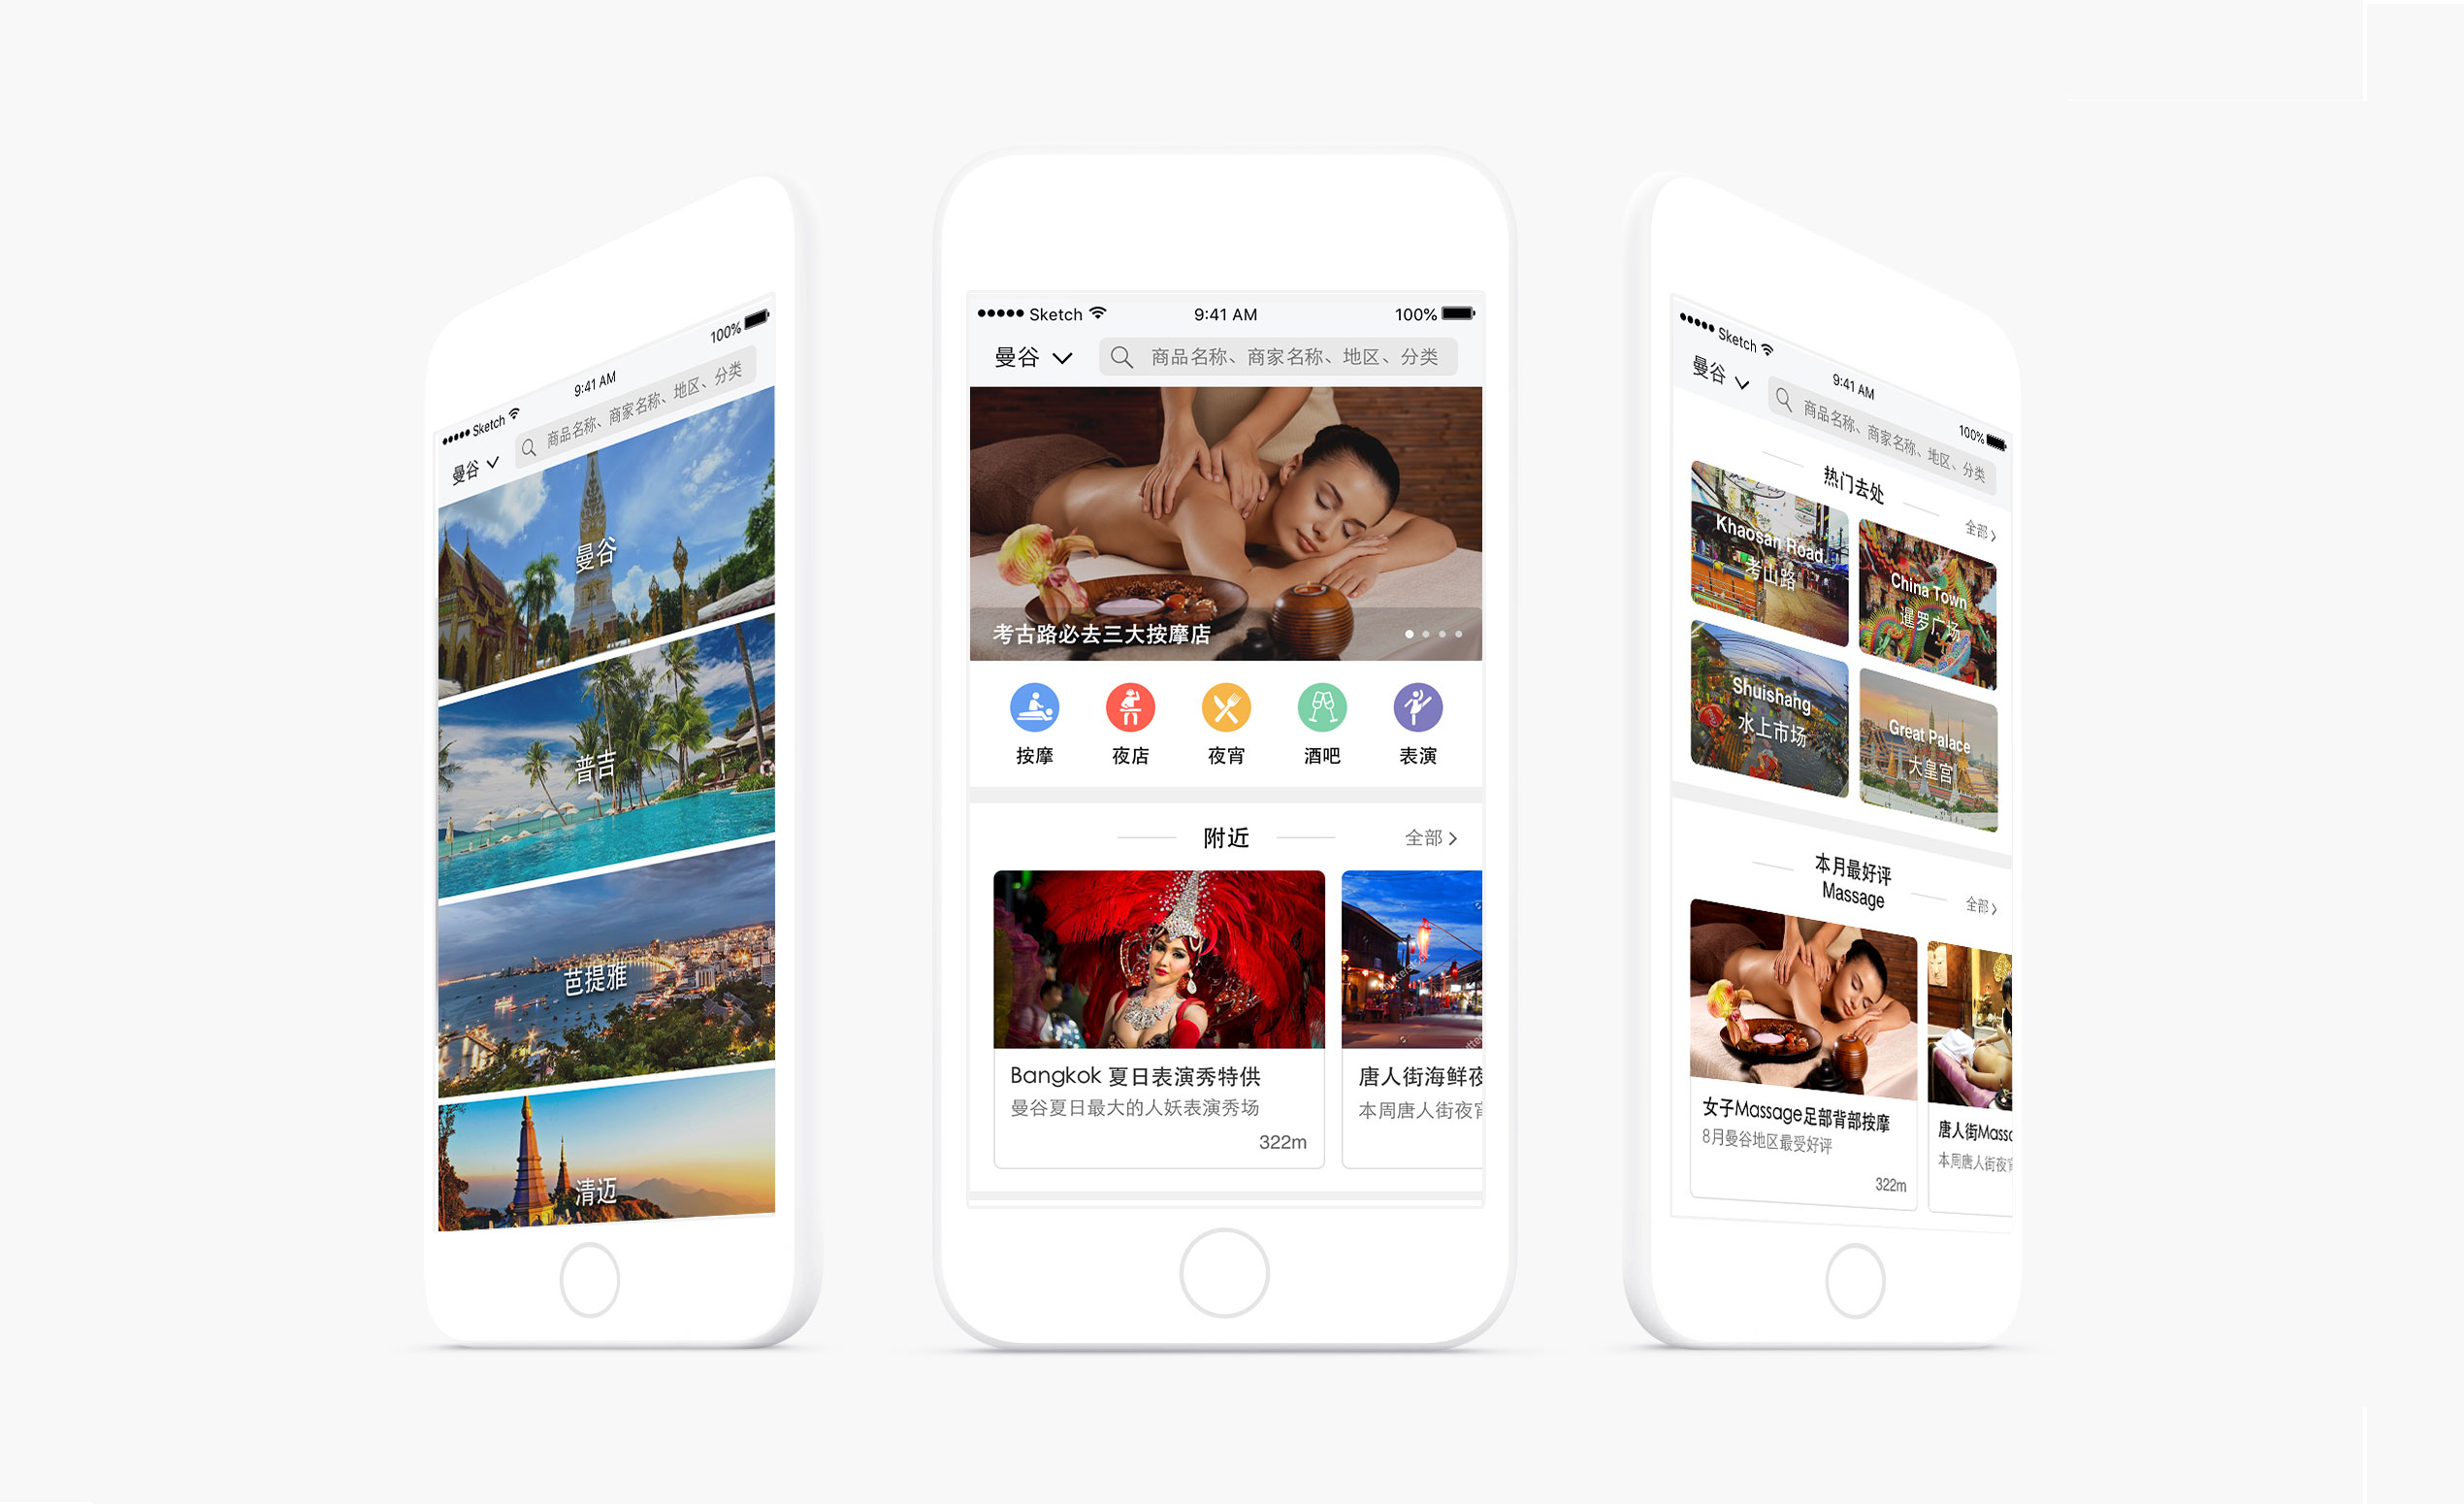 Sketch
9:41 AM
100%
曼谷
商品名称、商家名称、地区、分类
曼谷
普吉
芭提雅
清迈
Sketch
9:41 AM
100%
曼谷
商品名称、商家名称、地区、分类
考古路必去三大按摩店
按摩
夜店
夜宵
酒吧
表演
附近
全部
Bangkok 夏日表演秀特供
曼谷夏日最大的人妖表演秀场
322m
唐人街海鲜夜
本周唐人街夜
Sketch
9:41 AM
100%
曼谷
商品名称、商家名称、地区、分类
热门去处
全部
Khaosan Road
考山路
China Town
暹罗广场
Shuishang
水上市场
Great Palace
大皇宫
本月最好评
Massage
全部
女子Massage足部背部按摩
8月曼谷地区最受好评
322m
唐人街Massa
本周唐人街夜